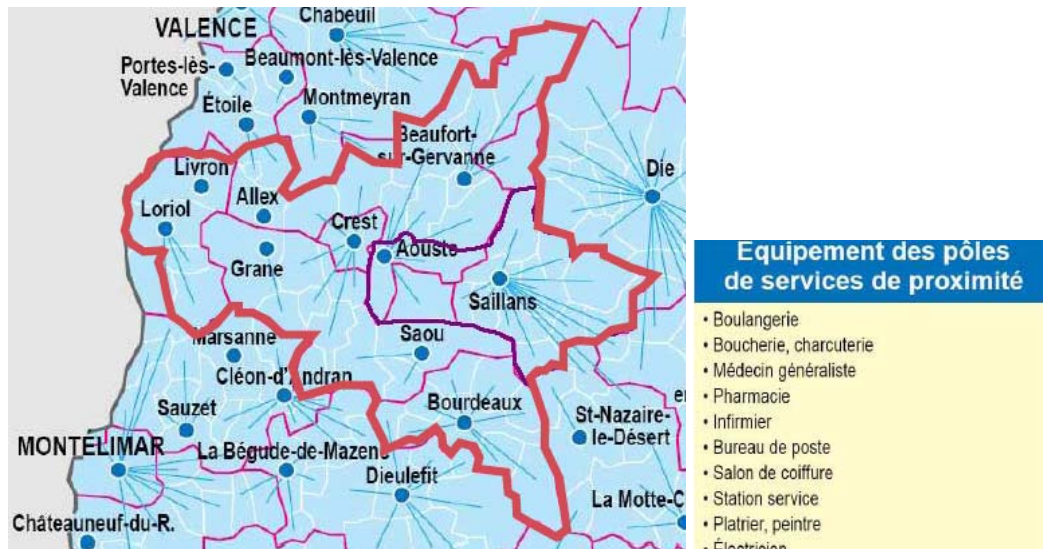 Chabeuil
VALENCE
Portes-lès-
Valence
Beaumont-lès-Valence
Étoile
Montmeyran
Beaufort-
sur-Gervanne
Livron
Die
Allex
Loriol
Crest
Aouste
Grane
Saillans
Marsanne
Saou
Cléon-d'Andran
Sauzet
Bourdeaux
St-Nazaire-
le-Désert
MONTELIMAR
La Bégude-de-Mazenc
Dieulefit
La Motte-C
Châteauneuf-du-R.
Equipement des pôles
de services de proximité
• Boulangerie
• Boucherie, charcuterie
• Médecin généraliste
• Pharmacie
• Infirmier
• Bureau de poste
• Salon de coiffure
• Station service
• Platrier, peintre
• Électricien